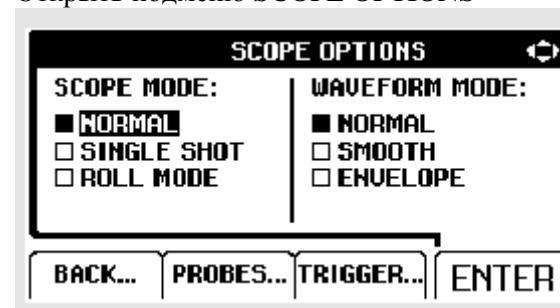 Открыть подменю SCOPE OPTIONS
SCOPE OPTIONS
SCOPE MODE:
■ NORMAL
□ SINGLE SHOT
□ ROLL MODE
WAVEFORM MODE:
■ NORMAL
□ SMOOTH
□ ENVELOPE
BACK... PROBES... TRIGGER... ENTER